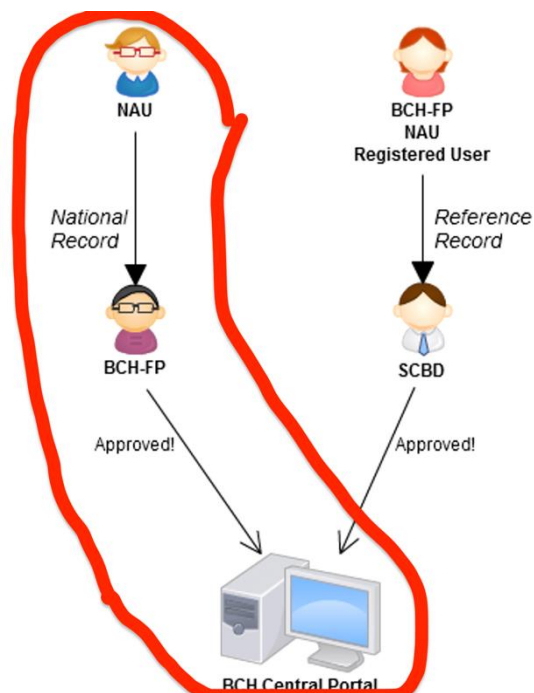 NAU
BCH-FP
NAU
Registered User
National
Record
Reference
Record
BCH-FP
SCBD
Approved!
Approved!
BCH Central Portal